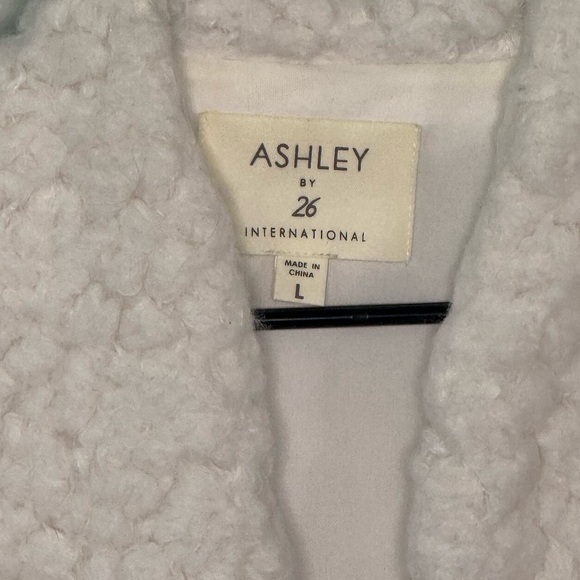 ASHLEY
BY
26
INTERNATIONAL
MADE IN
CHINA
L